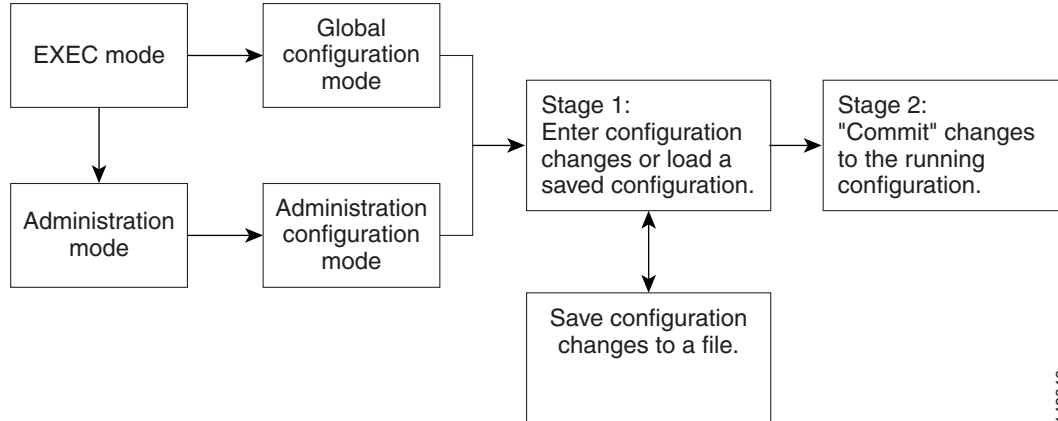 EXEC mode
Global
configuration
mode
Administration
mode
Administration
configuration
mode
Stage 1:
Enter configuration
changes or load a
saved configuration.
Stage 2:
"Commit" changes
to the running
configuration.
Save configuration
changes to a file.